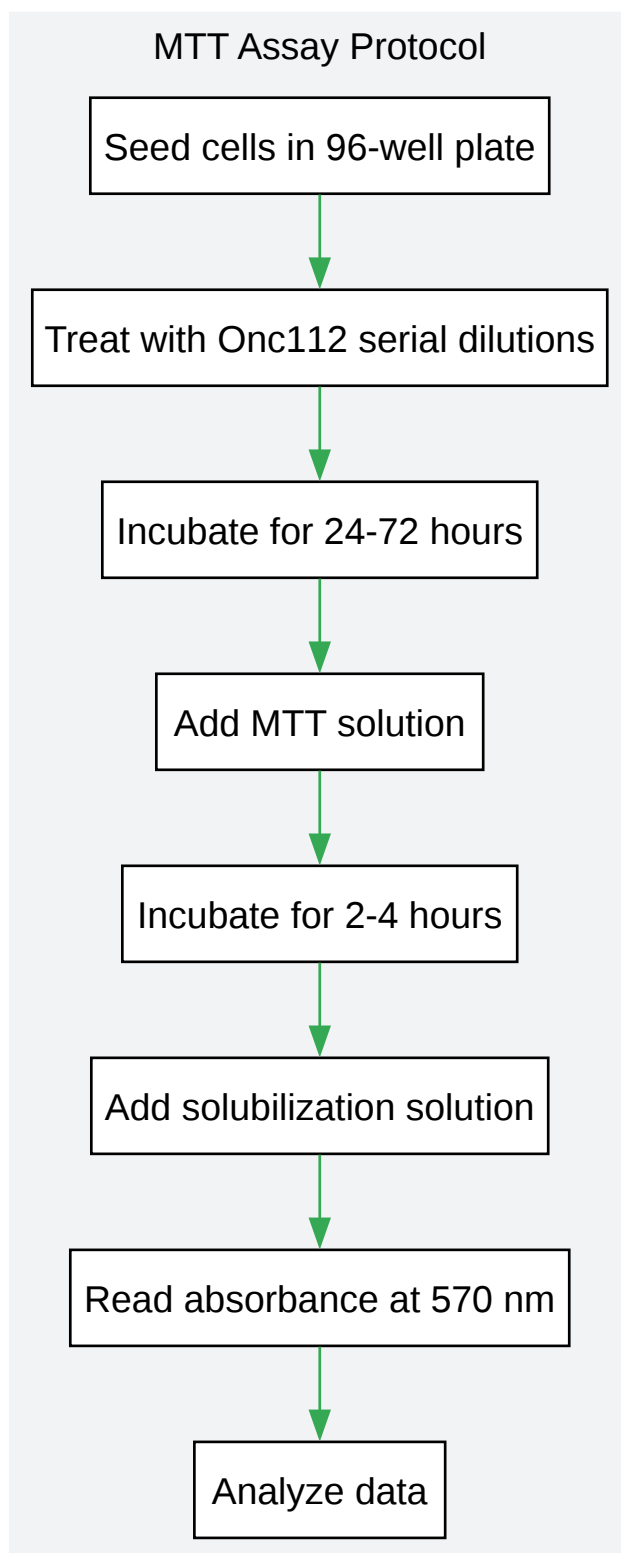 MTT Assay Protocol
Seed cells in 96-well plate
Treat with Onc112 serial dilutions
Incubate for 24-72 hours
Add MTT solution
Incubate for 2-4 hours
Add solubilization solution
Read absorbance at 570 nm
Analyze data